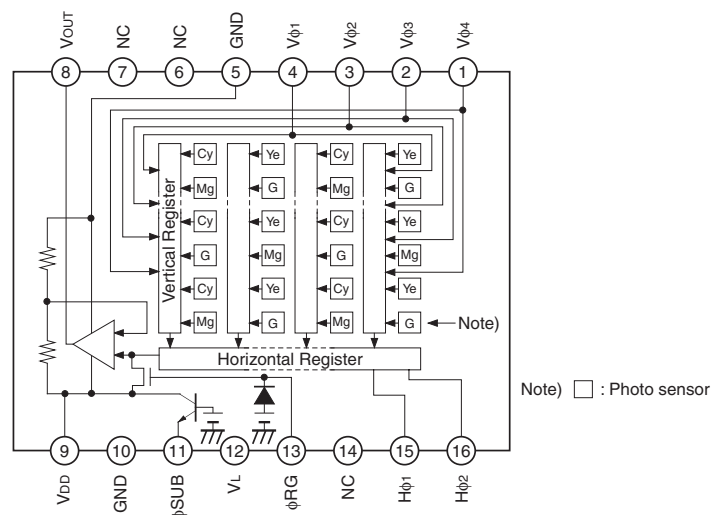 VOUT NC NC GND Vϕ1 Vϕ2 Vϕ3 Vϕ4
8 7 6 5 4 3 2 1
Vertical Register
Cy Ye Cy Ye
Mg G Mg G
Cy Ye Cy Ye
G Mg G Mg
Cy Ye Cy Ye
Mg G Mg G
Note)
Horizontal Register
Note) : Photo sensor
9 10 11 12 13 14 15 16
VDD GND ϕSUB VL ϕRG NC Hϕ1 Hϕ2